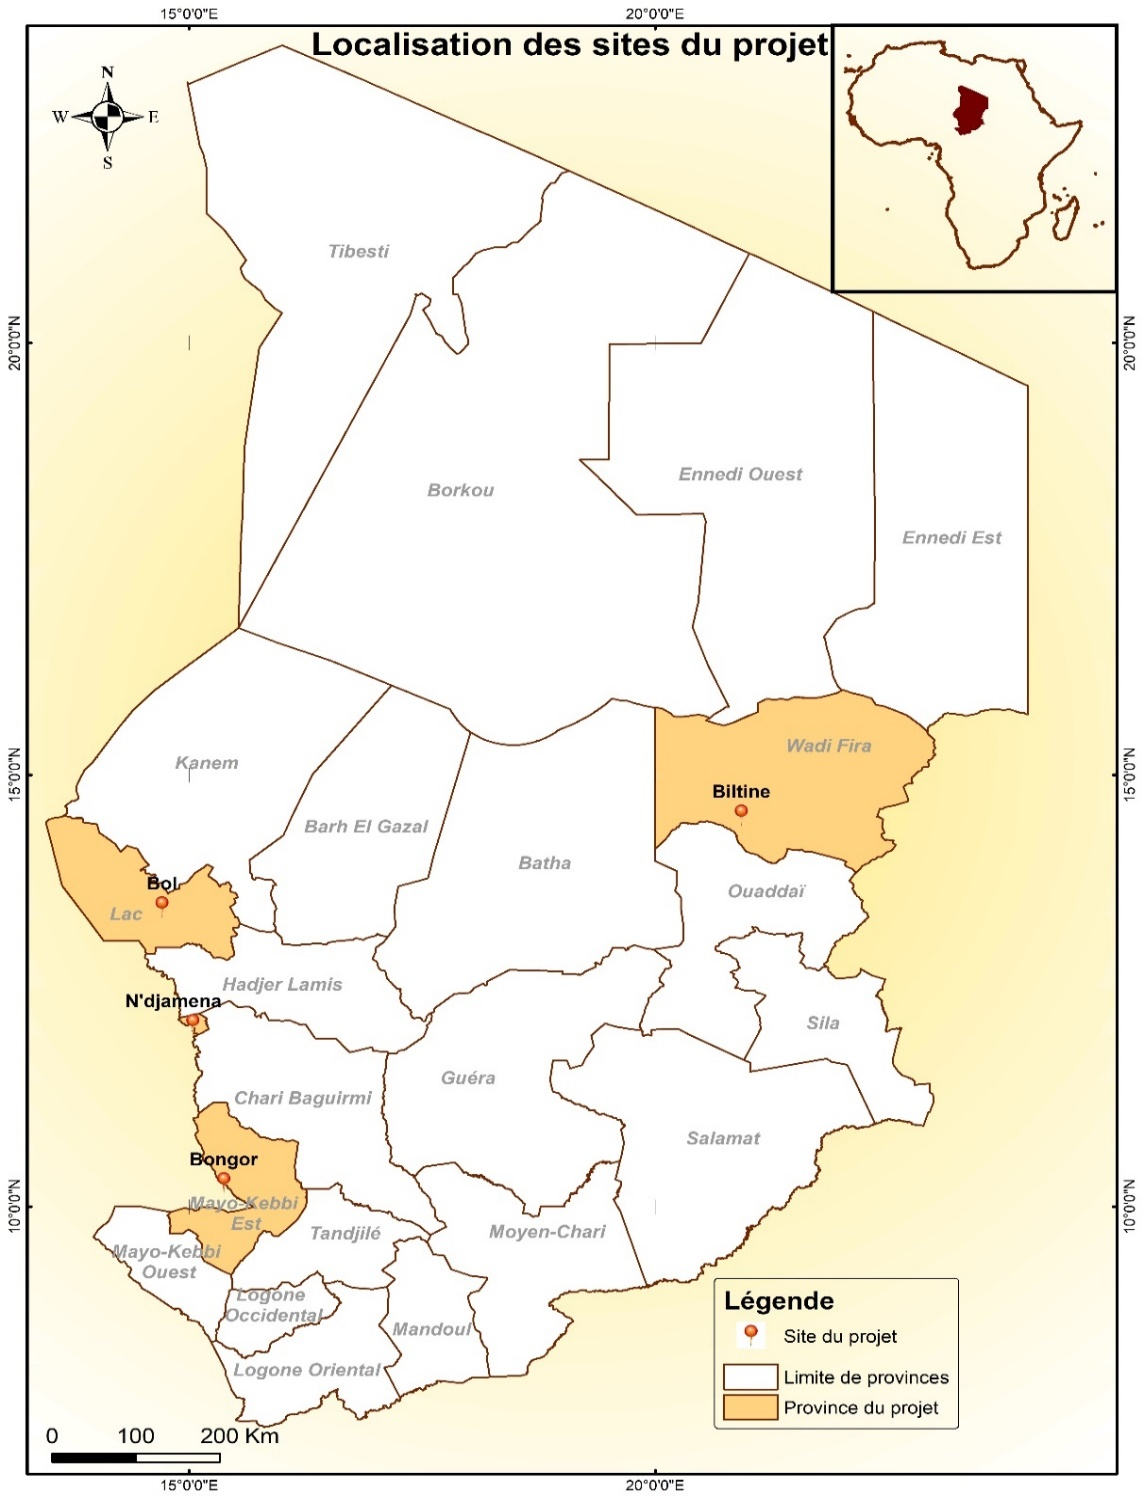 15°0'0"E
20°0'0"E
Localisation des sites du projet
N
W
E
S
Tibesti
20°0'0"N
20°0'0"N
Ennedi Ouest
Borkou
Ennedi Est
Wadi Fira
Kanem
15°0'0"N
15°0'0"N
Biltine
Barh El Gazal
Batha
Bol
Ouaddaï
Lac
Hadjer Lamis
N'djamena
Sila
Guéra
Chari Baguirmi
Salamat
Bongor
Mayo-Kebbi
Est
10°0'0"N
10°0'0"N
Tandjilé
Moyen-Chari
Mayo-Kebbi
Ouest
Logone
Occidental
Mandoul
Logone Oriental
Légende
Site du projet
Limite de provinces
Province du projet
0 100 200 Km
15°0'0"E
20°0'0"E